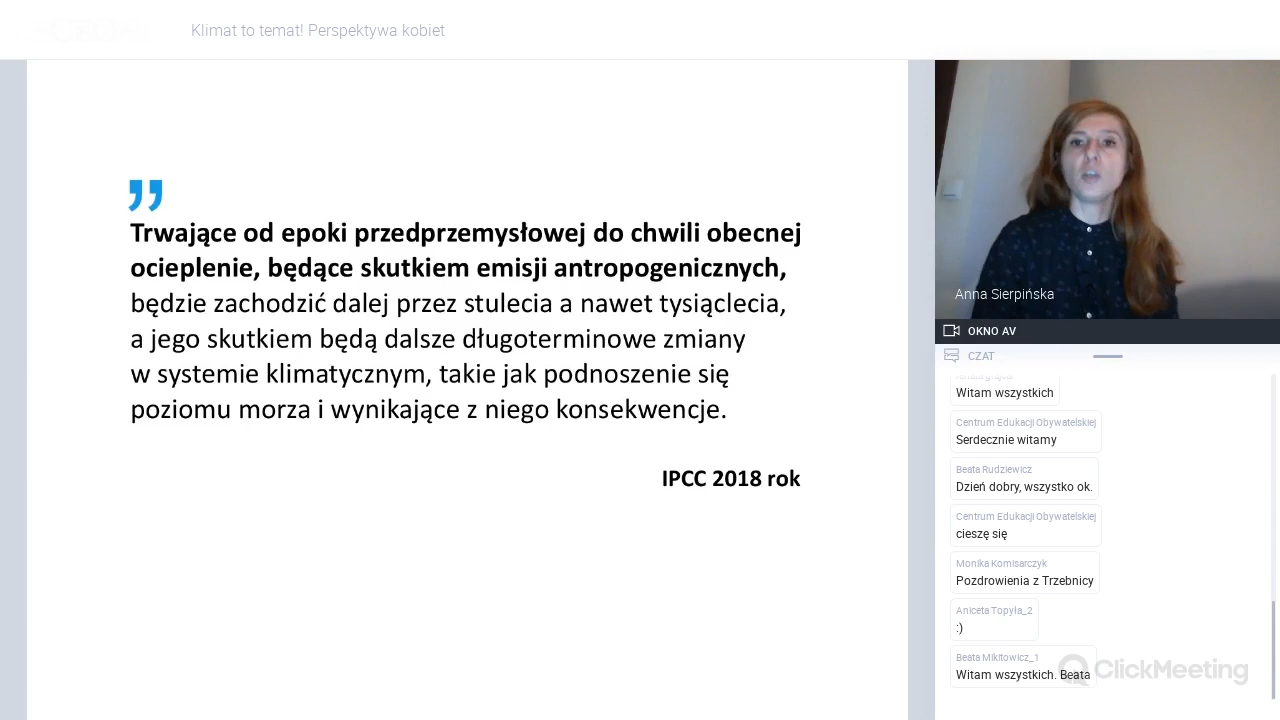 Klimat to temat! Perspektywa kobiet
”
Trwające od epoki przedprzemysłowej do chwili obecnej
ocieplenie, będące skutkiem emisji antropogenicznych,
będzie zachodzić dalej przez stulecia a nawet tysiąclecia,
a jego skutkiem będą dalsze długoterminowe zmiany
w systemie klimatycznym, takie jak podnoszenie się
poziomu morza i wynikające z niego konsekwencje.
IPCC 2018 rok
Anna Sierpińska
OKNO AV
CZAT
Witam wszystkich
Centrum Edukacji Obywatelskiej
Serdecznie witamy
Beata Rudziewicz
Dzień dobry, wszystko ok.
Centrum Edukacji Obywatelskiej
cieszę się
Monika Komisarczyk
Pozdrowienia z Trzebnicy
Aniceta Topyła_2
:)
Beata Mikitowicz_1
Witam wszystkich. Beata
ClickMeeting